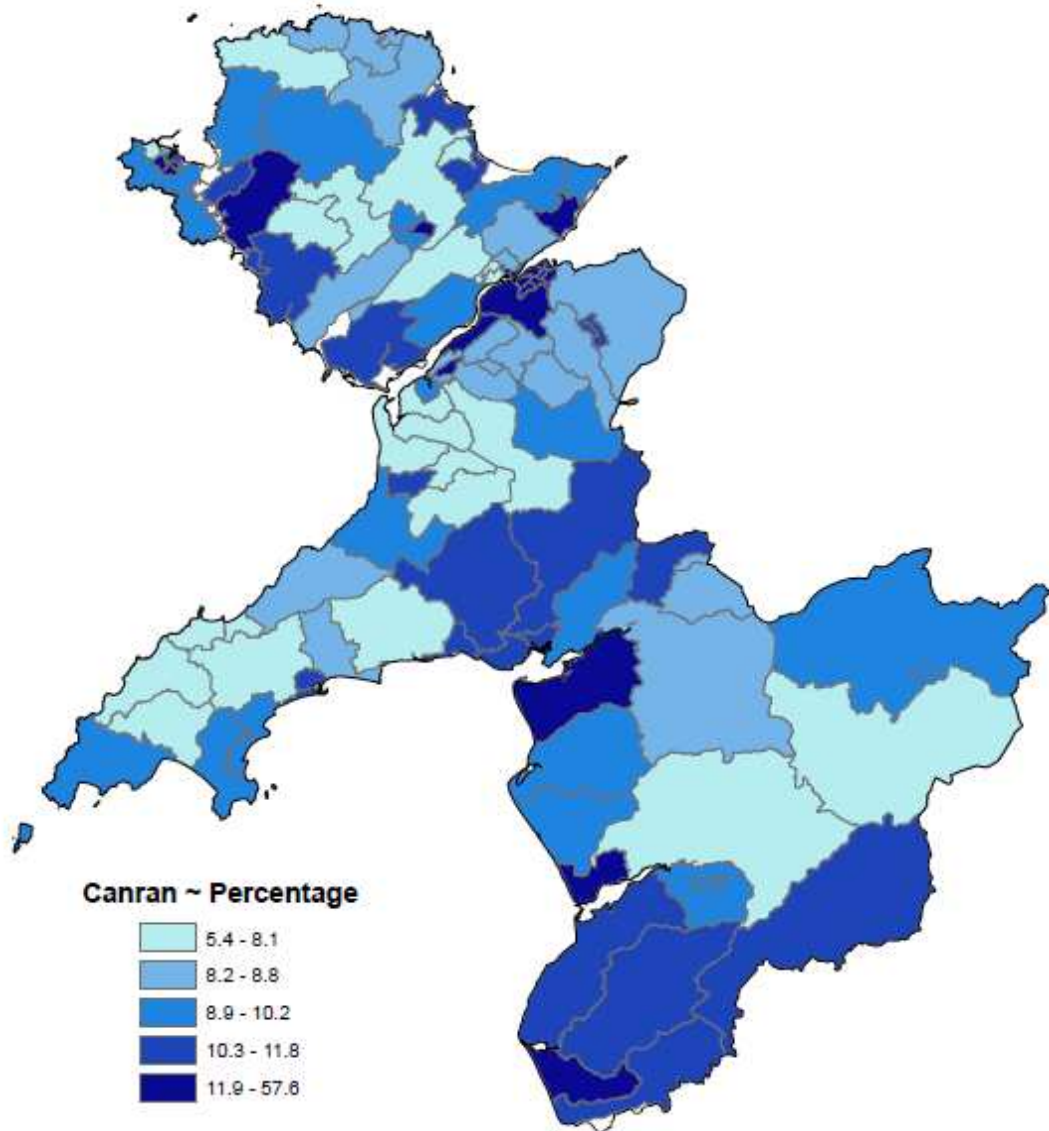 Canran ~ Percentage
5.4 - 8.1
8.2 - 8.8
8.9 - 10.2
10.3 - 11.8
11.9 - 57.6